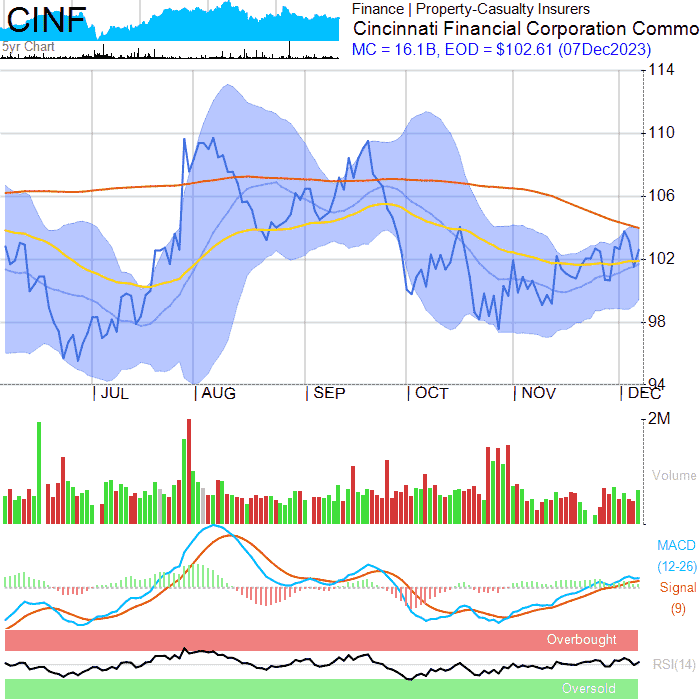 CINF
5yr Chart
Finance | Property-Casualty Insurers
Cincinnati Financial Corporation Commo
MC = 16.1B, EOD = $102.61 (07Dec2023)
114
110
106
102
98
94
JUL AUG SEP OCT NOV DEC
2M
Volume
MACD
(12-26)
Signal
(9)
Overbought
RSI(14)
Oversold